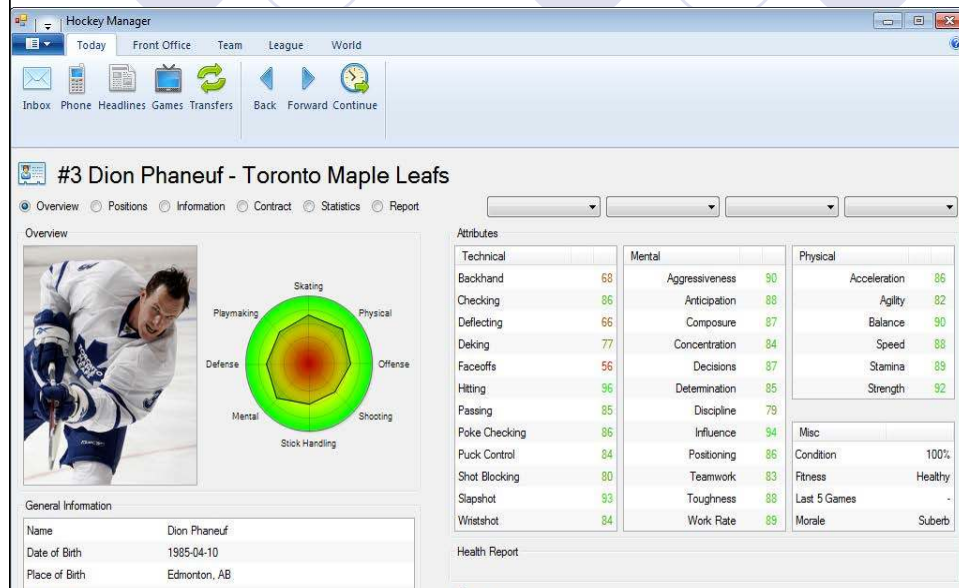 Hockey Manager
Today Front Office Team League World
Inbox Phone Headlines Games Transfers Back Forward Continue
#3 Dion Phaneuf - Toronto Maple Leafs
Overview Positions Information Contract Statistics Report
Overview
Skating
Playmaking Physical
Defense Offense
Mental Shooting
Stick Handling
General Information
Name Dion Phaneuf
Date of Birth 1985-04-10
Place of Birth Edmonton, AB
Attributes
Technical
Backhand 68
Checking 86
Deflecting 66
Deking 77
Faceoffs 56
Hitting 96
Passing 85
Poke Checking 86
Puck Control 84
Shot Blocking 80
Slapshot 93
Wristshot 84
Mental
Aggressiveness 90
Anticipation 88
Composure 87
Concentration 84
Decisions 87
Determination 85
Discipline 79
Influence 94
Positioning 86
Teamwork 83
Toughness 88
Work Rate 89
Physical
Acceleration 86
Agility 82
Balance 90
Speed 88
Stamina 89
Strength 92
Misc
Condition 100%
Fitness Healthy
Last 5 Games -
Morale Suberb
Health Report